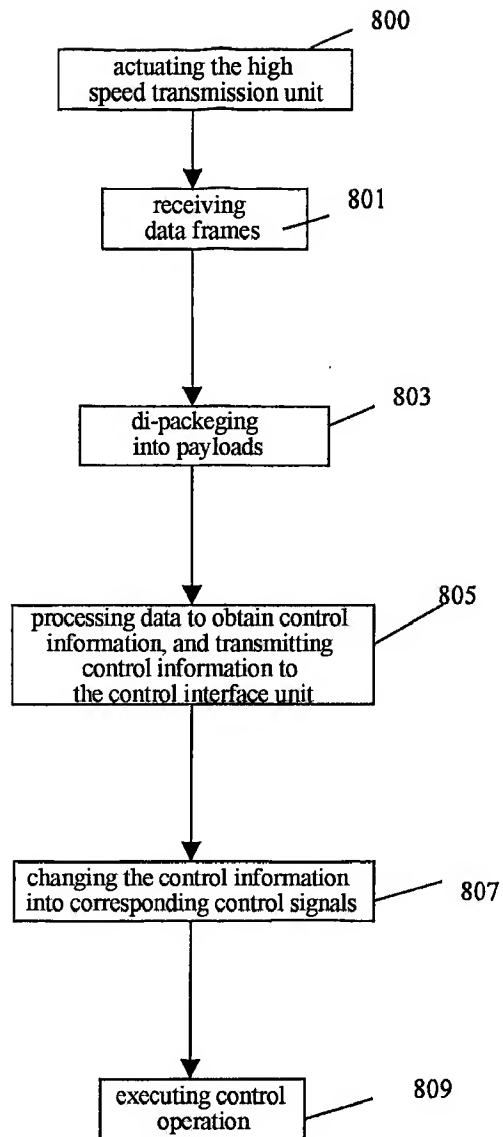 800
actuating the high
speed transmission unit
receiving
data frames
801
803
di-packeging
into payloads
805
processing data to obtain control
information, and transmitting
control information to
the control interface unit
changing the control information
into corresponding control signals
807
executing control
operation
809